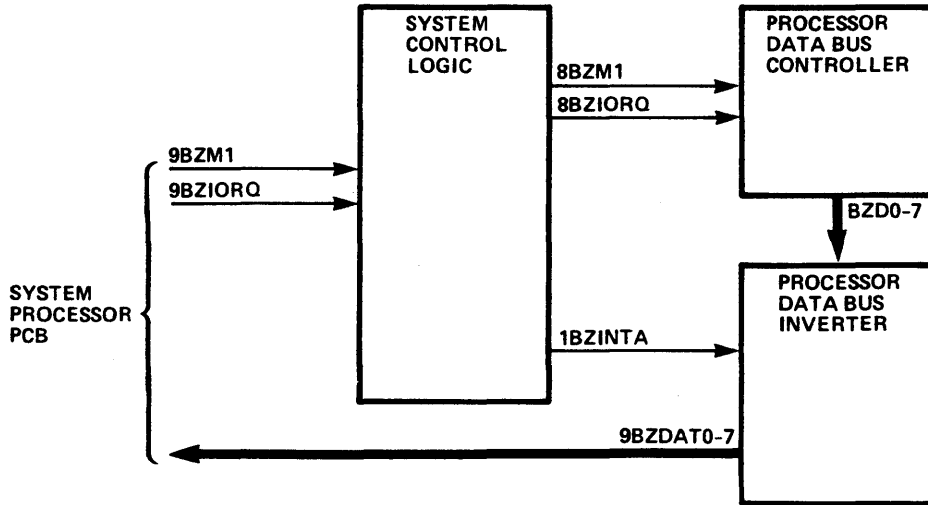 SYSTEM
CONTROL
LOGIC
PROCESSOR
DATA BUS
CONTROLLER
8BZM1
8BZIORQ
9BZM1
9BZIORQ
BZD0-7
SYSTEM
PROCESSOR
PCB
PROCESSOR
DATA BUS
INVERTER
1BZINTA
9BZDAT0-7